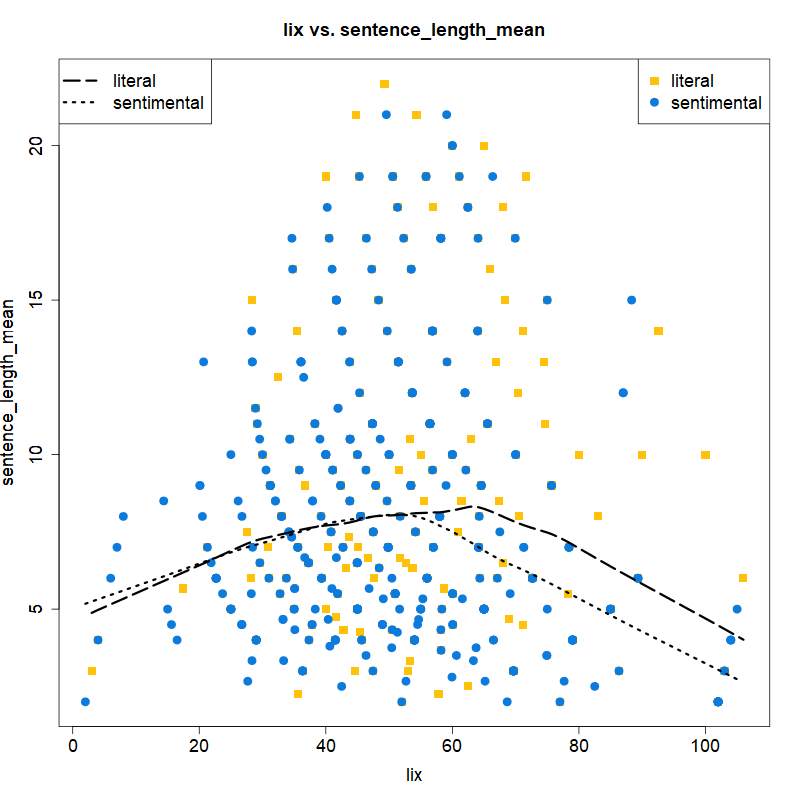 lix vs. sentence_length_mean
literal
sentimental
literal
sentimental
sentence_length_mean
20
15
10
5
0 20 40 60 80 100
lix